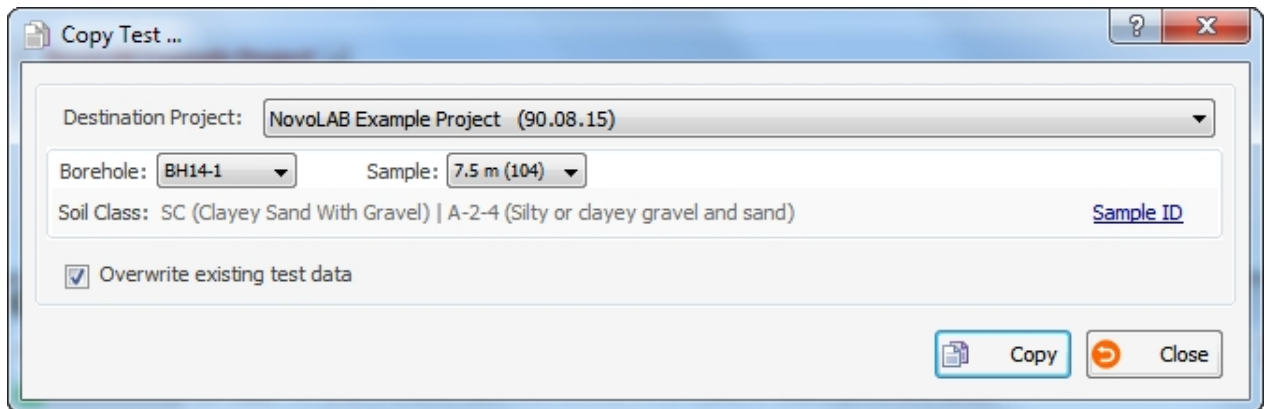 Copy Test ...
Destination Project: NovoLAB Example Project (90.08.15)
Borehole: BH14-1 Sample: 7.5 m (104)
Soil Class: SC (Clayey Sand With Gravel) | A-2-4 (Silty or clayey gravel and sand) Sample ID
Overwrite existing test data
Copy Close